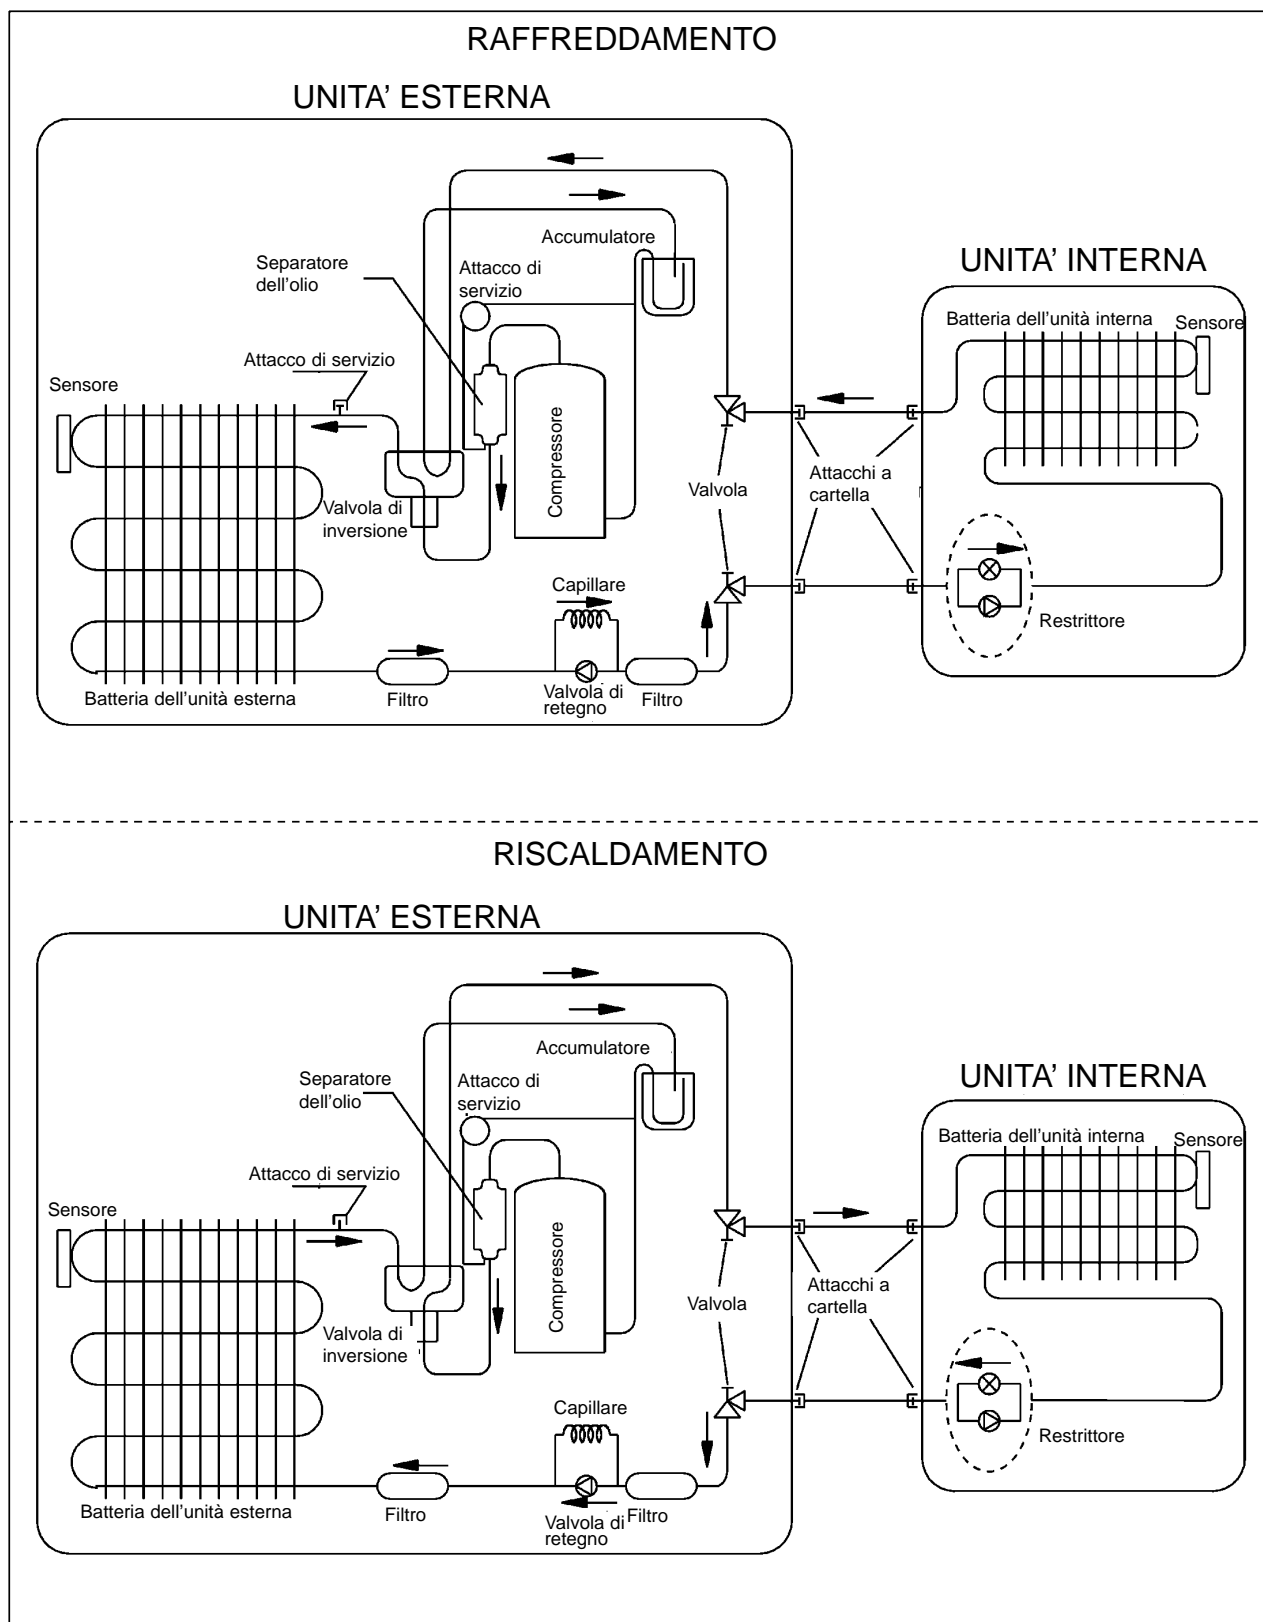 RAFFREDDAMENTO
UNITA' ESTERNA
Accumulatore
UNITA' INTERNA
Separatore
dell'olio
Attacco di
servizio
Batteria dell'unità interna
Sensore
Attacco di servizio
Sensore
Compressore
Valvola
Attacchi a
cartella
Valvola di
inversione
Capillare
Restrittore
Batteria dell'unità esterna
Filtro
Valvola di
retegno
Filtro
RISCALDAMENTO
UNITA' ESTERNA
Accumulatore
UNITA' INTERNA
Separatore
dell'olio
Attacco di
servizio
Batteria dell'unità interna
Sensore
Attacco di servizio
Sensore
Compressore
Valvola
Attacchi a
cartella
Valvola di
inversione
Capillare
Restrittore
Batteria dell'unità esterna
Filtro
Valvola di
retegno
Filtro